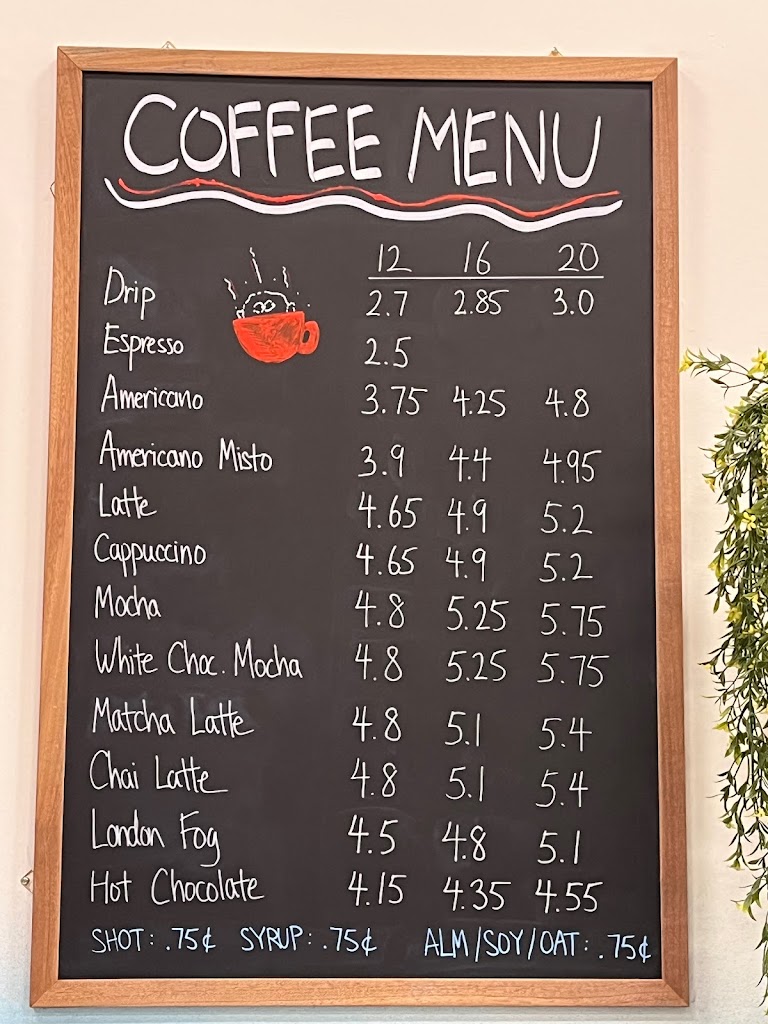 COFFEE MENU
12 16 20
Drip 2.7 2.85 3.0
Espresso 2.5
Americano 3.75 4.25 4.8
Americano Misto 3.9 4.4 4.95
Latte 4.65 4.9 5.2
Cappuccino 4.65 4.9 5.2
Mocha 4.8 5.25 5.75
White Choc. Mocha 4.8 5.25 5.75
Matcha Latte 4.8 5.1 5.4
Chai Latte 4.8 5.1 5.4
London Fog 4.5 4.8 5.1
Hot Chocolate 4.15 4.35 4.55
SHOT: .75¢ SYRUP: .75¢ ALM/SOY/OAT: .75¢